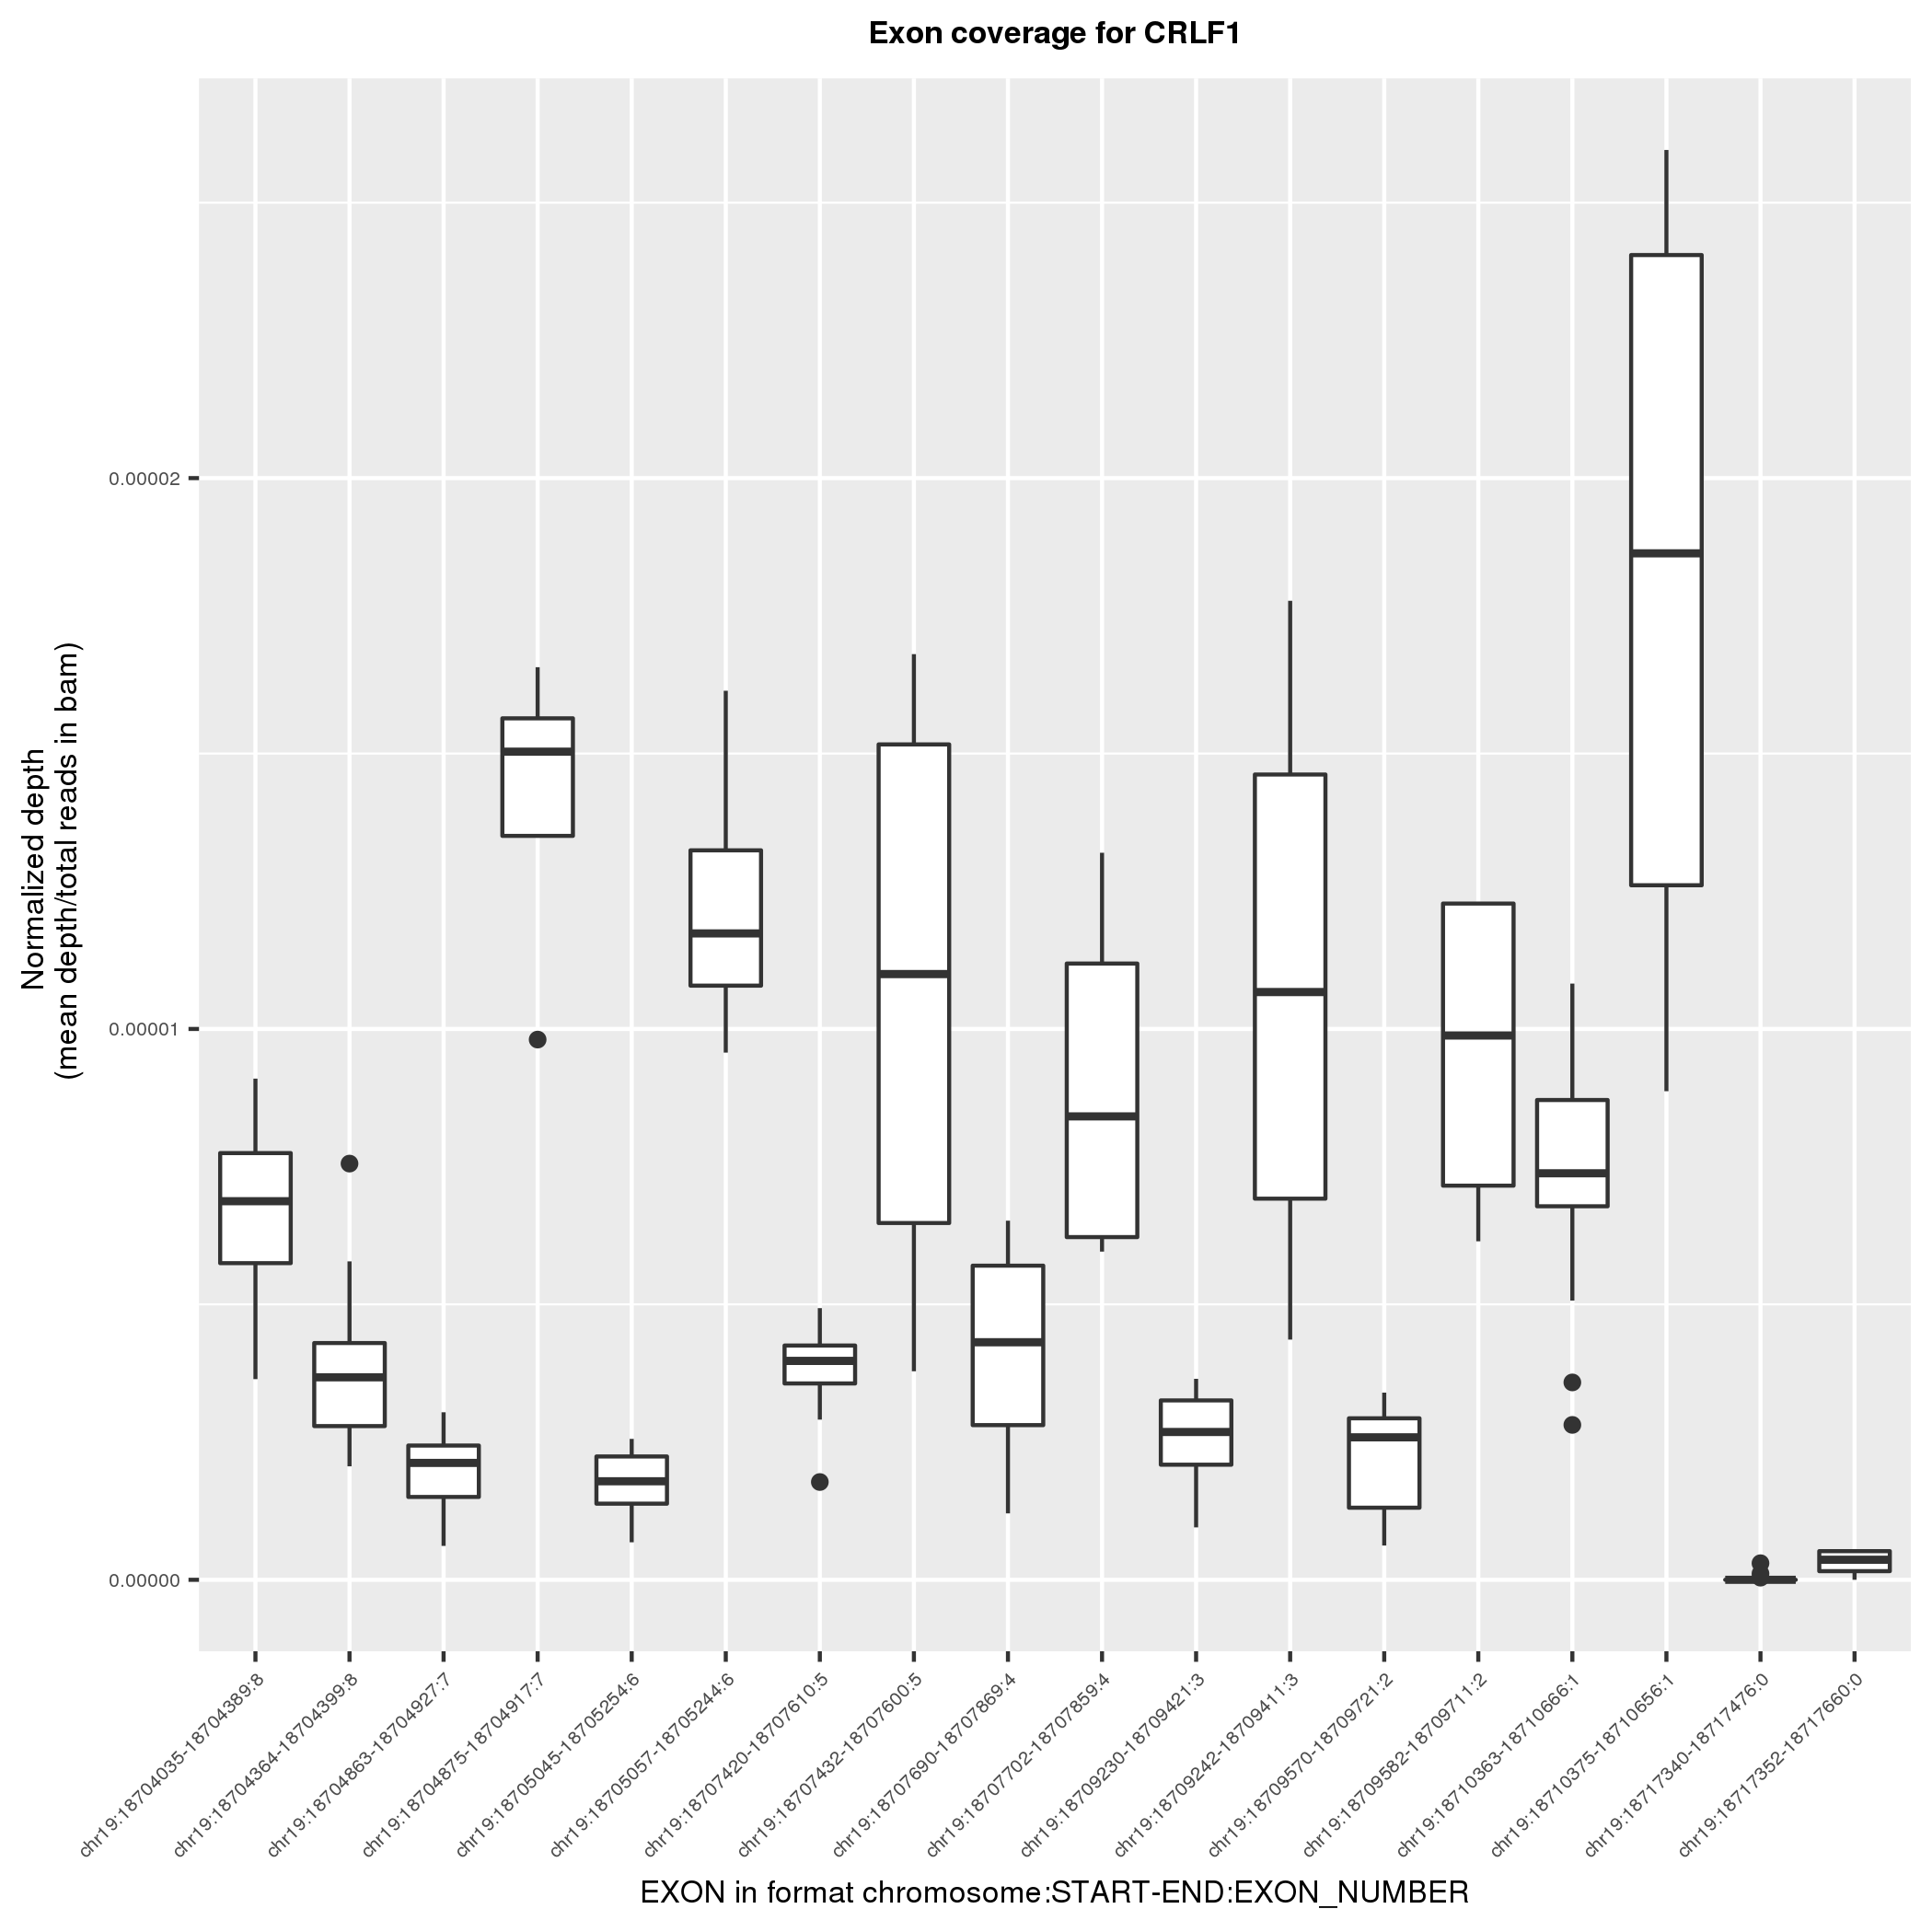 Exon coverage for CRLF1
Normalized depth
(mean depth/total reads in bam)
0.00002
0.00001
0.00000
chr19:18704035-18704389:8
chr19:18704364-18704399:8
chr19:18704863-18704927:7
chr19:18704875-18704917:7
chr19:18705045-18705254:6
chr19:18705057-18705244:6
chr19:18707420-18707610:5
chr19:18707432-18707600:5
chr19:18707690-18707869:4
chr19:18707702-18707859:4
chr19:18709230-18709421:3
chr19:18709242-18709411:3
chr19:18709570-18709721:2
chr19:18709582-18709711:2
chr19:18710363-18710666:1
chr19:18710375-18710656:1
chr19:18717340-18717476:0
chr19:18717352-18717660:0
EXON in format chromosome:START-END:EXON_NUMBER